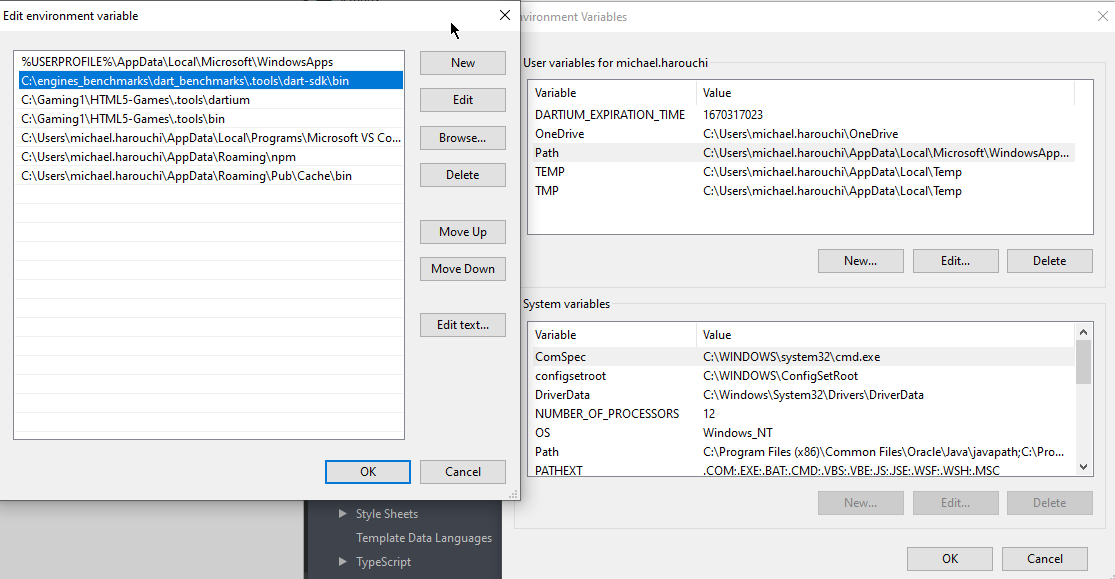 Edit environment variable
%USERPROFILE%\AppData\Local\Microsoft\WindowsApps
C:\engines_benchmarks\dart_benchmarks\.tools\dart-sdk\bin
C:\Gaming1\HTML5-Games\.tools\dartium
C:\Gaming1\HTML5-Games\.tools\bin
C:\Users\michael.harouchi\AppData\Local\Programs\Microsoft VS Co...
C:\Users\michael.harouchi\AppData\Roaming\npm
C:\Users\michael.harouchi\AppData\Roaming\Pub\Cache\bin
New
Edit
Browse...
Delete
Move Up
Move Down
Edit text...
OK
Cancel
Style Sheets
Template Data Languages
TypeScript
Environment Variables
User variables for michael.harouchi
Variable Value
DARTIUM_EXPIRATION_TIME 1670317023
OneDrive C:\Users\michael.harouchi\OneDrive
Path C:\Users\michael.harouchi\AppData\Local\Microsoft\WindowsApp...
TEMP C:\Users\michael.harouchi\AppData\Local\Temp
TMP C:\Users\michael.harouchi\AppData\Local\Temp
New... Edit... Delete
System variables
Variable Value
ComSpec C:\WINDOWS\system32\cmd.exe
configsetroot C:\WINDOWS\ConfigSetRoot
DriverData C:\Windows\System32\Drivers\DriverData
NUMBER_OF_PROCESSORS 12
OS Windows_NT
Path C:\Program Files (x86)\Common Files\Oracle\Java\javapath;C:\Pro...
PATHEXT .COM;.EXE;.BAT;.CMD;.VBS;.VBE;.JS;.JSE;.WSF;.WSH;.MSC
New... Edit... Delete
OK Cancel